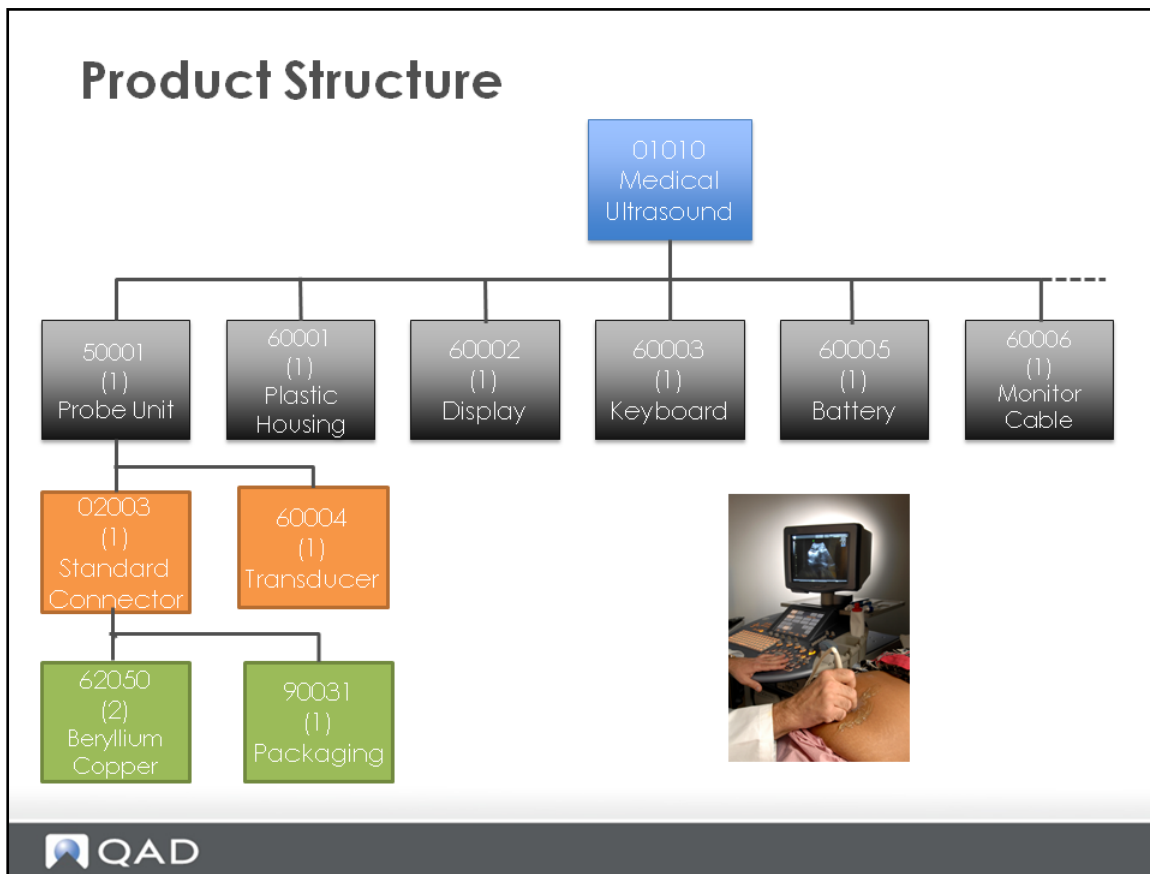 Product Structure
01010
Medical
Ultrasound
50001
(1)
Probe Unit
60001
(1)
Plastic
Housing
60002
(1)
Display
60003
(1)
Keyboard
60005
(1)
Battery
60006
(1)
Monitor
Cable
02003
(1)
Standard
Connector
60004
(1)
Transducer
62050
(2)
Beryllium
Copper
90031
(1)
Packaging
QAD